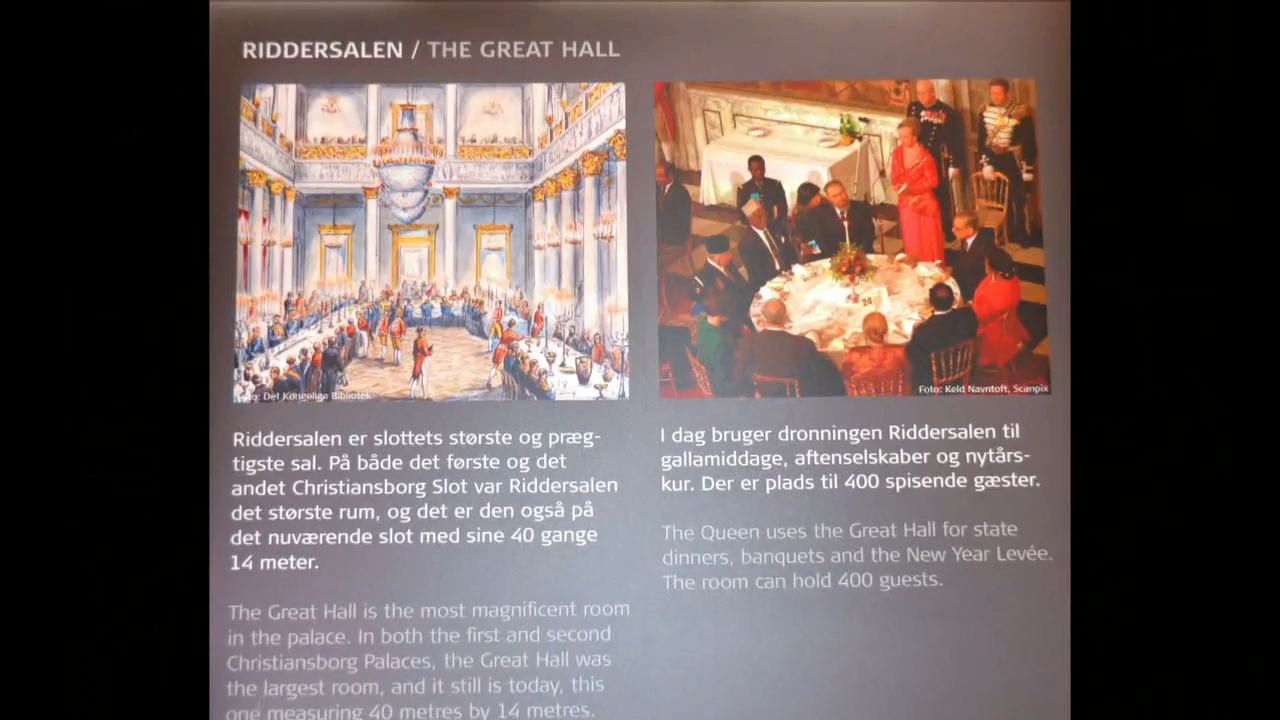 RIDDERSALEN / THE GREAT HALL
Foto: Det Kongelige Bibliotek
Foto: Keld Navntoft, Scanpix
24
Riddersalen er slottets største og præg-
tigste sal. På både det første og det
andet Christiansborg Slot var Riddersalen
det største rum, og det er den også på
det nuværende slot med sine 40 gange
14 meter.
The Great Hall is the most magnificent room
in the palace. In both the first and second
Christiansborg Palaces, the Great Hall was
the largest room, and it still is today, this
one measuring 40 metres by 14 metres.
I dag bruger dronningen Riddersalen til
gallamiddage, aftenselskaber og nytårs-
kur. Der er plads til 400 spisende gæster.
The Queen uses the Great Hall for state
dinners, banquets and the New Year Levée.
The room can hold 400 guests.